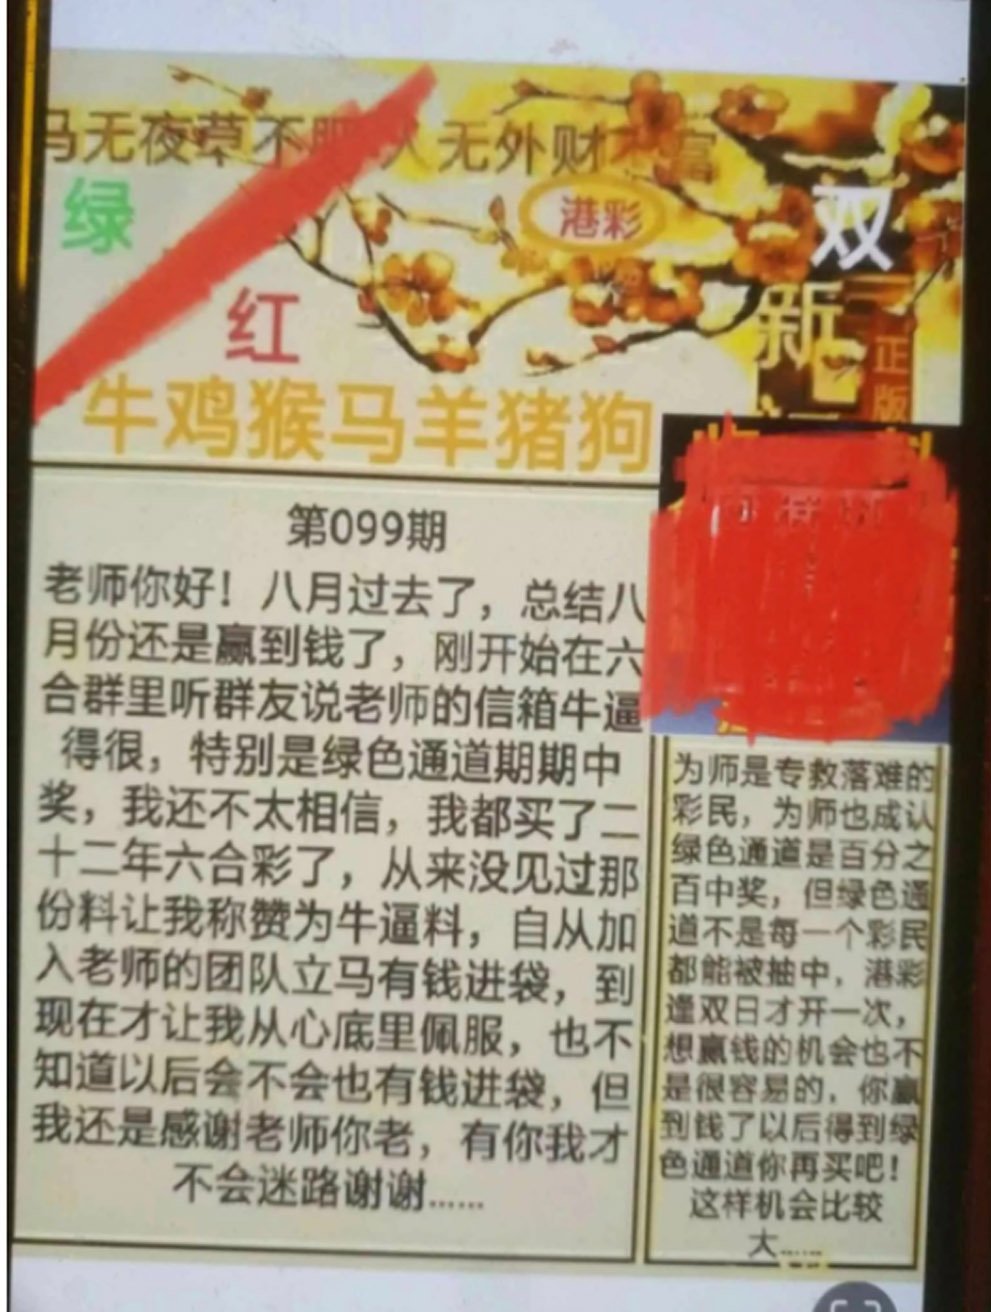 马无夜草不肥人无外财不富
绿
港彩
双
红
新
正版
牛鸡猴马羊猪狗
第099期
老师你好！八月过去了，总结八
月份还是赢到钱了，刚开始在六
合群里听群友说老师的信箱牛逼
得很，特别是绿色通道期期中
奖，我还不太相信，我都买了二
十二年六合彩了，从来没见过那
份料让我称赞为牛逼料，自从加
入老师的团队立马有钱进袋，到
现在才让我从心底里佩服，也不
知道以后会不会也有钱进袋，但
我还是感谢老师你老，有你我才
不会迷路谢谢……
为师是专救落难的
彩民，为师也成认
绿色通道是百分之
百中奖，但绿色通
道不是每一个彩民
都能被抽中，港彩
逢双日才开一次，
想赢钱的机会也不
是很容易的，你赢
到钱了以后得到绿
色通道你再买吧！
这样机会比较
大……